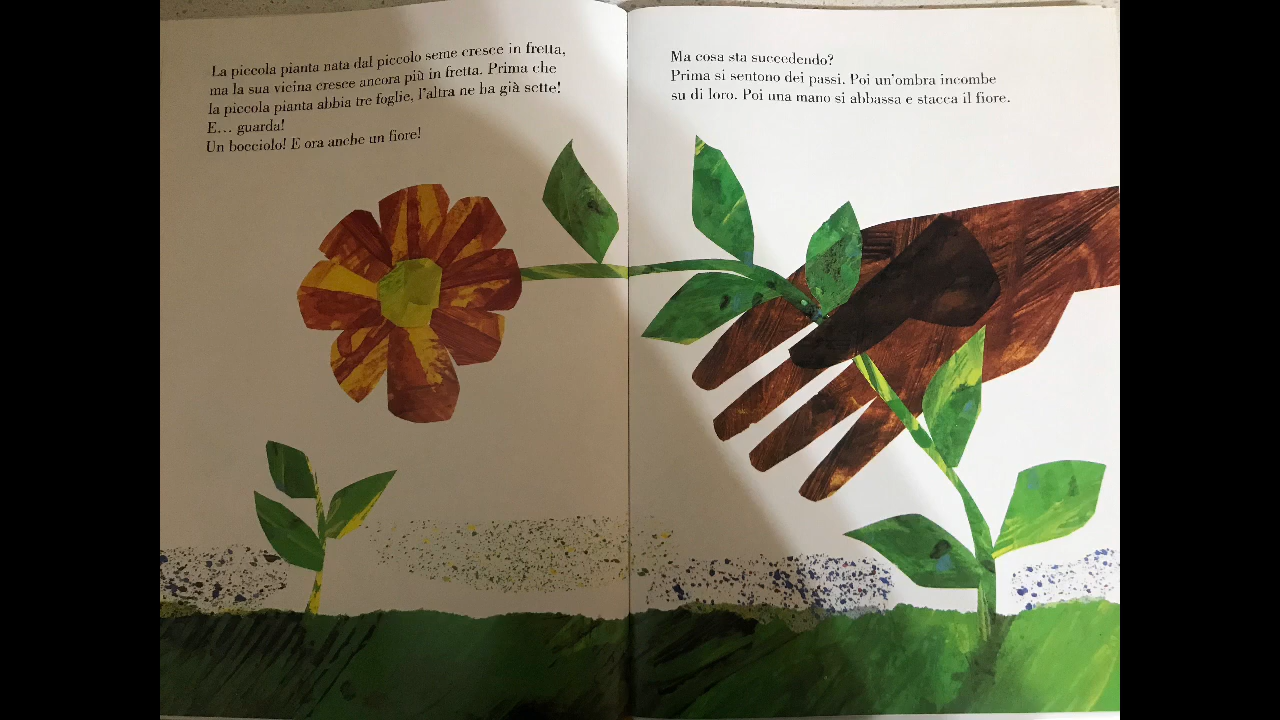 La piccola pianta nata dal piccolo seme cresce in fretta,
ma la sua vicina cresce ancora più in fretta. Prima che
la piccola pianta abbia tre foglie, l'altra ne ha già sette!
E... guarda!
Un bocciolo! E ora anche un fiore!
Ma cosa sta succedendo?
Prima si sentono dei passi. Poi un'ombra incombe
su di loro. Poi una mano si abbassa e stacca il fiore.